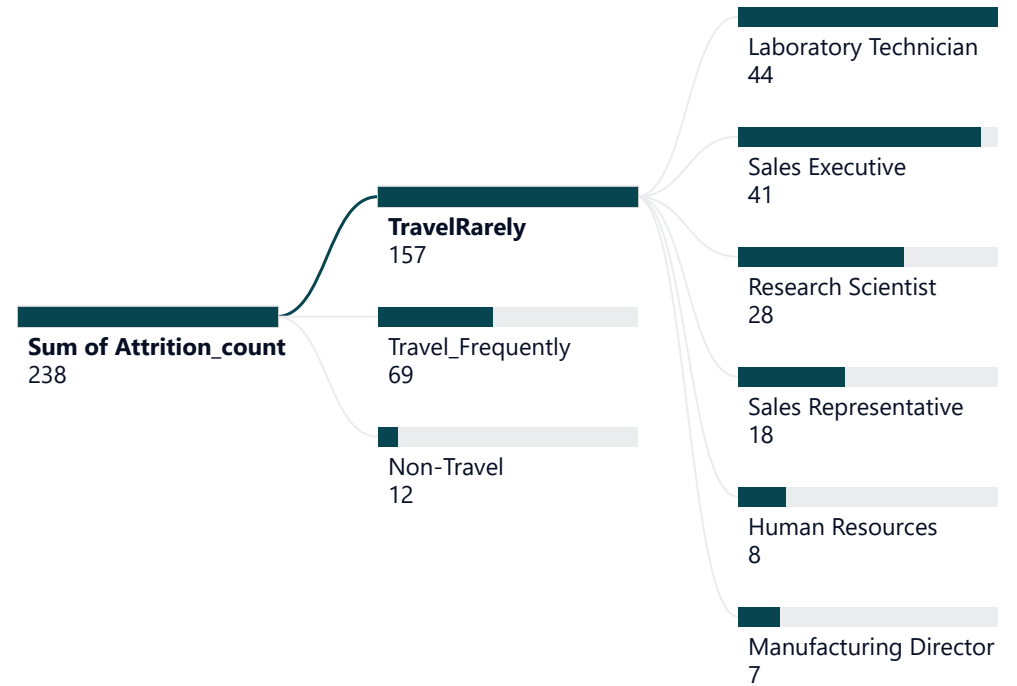 Sum of Attrition_count
238
TravelRarely
157
Travel_Frequently
69
Non-Travel
12
Laboratory Technician
44
Sales Executive
41
Research Scientist
28
Sales Representative
18
Human Resources
8
Manufacturing Director
7